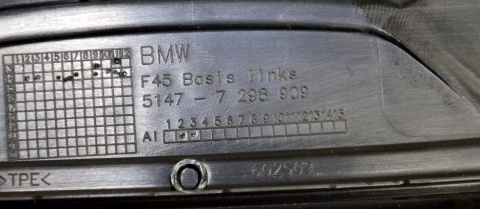 BMW
F45 Basis links
5147 - 7 298 909
1 2 3 4 5 6 7 8 9 10 11 12 13 14 15
AI
>TPE<